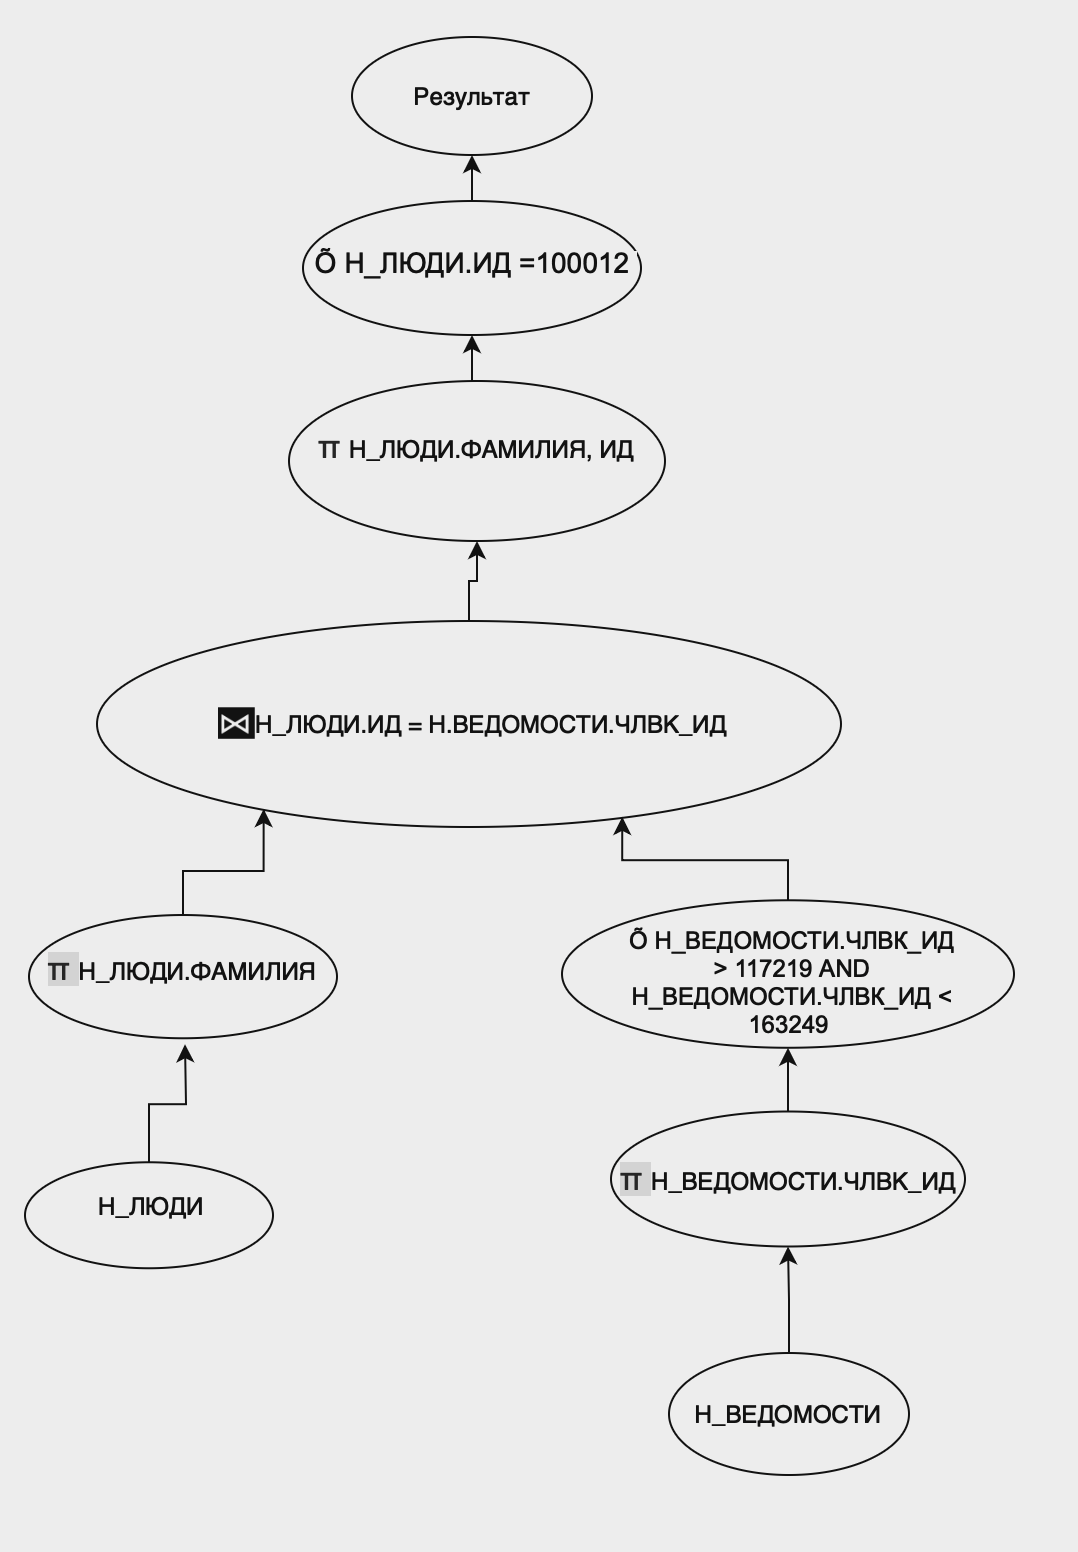 Результат
Õ Н_ЛЮДИ.ИД =100012
π Н_ЛЮДИ.ФАМИЛИЯ, ИД
⋈Н_ЛЮДИ.ИД = Н.ВЕДОМОСТИ.ЧЛВК_ИД
π Н_ЛЮДИ.ФАМИЛИЯ
Õ Н_ВЕДОМОСТИ.ЧЛВК_ИД
> 117219 AND
Н_ВЕДОМОСТИ.ЧЛВК_ИД <
163249
π Н_ВЕДОМОСТИ.ЧЛВК_ИД
Н_ЛЮДИ
Н_ВЕДОМОСТИ